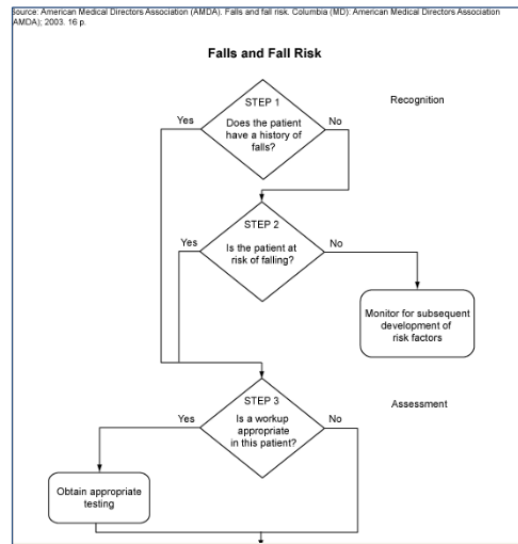 source: American Medical Directors Association (AMDA). Falls and fall risk. Columbia (MD): American Medical Directors Association
AMDA); 2003. 16 p.
Falls and Fall Risk
STEP 1
Recognition
Yes
No
Does the patient
have a history of
falls?
STEP 2
Yes
No
Is the patient at
risk of falling?
Monitor for subsequent
development of
risk factors
STEP 3
Assessment
Yes
No
Is a workup
appropriate
in this patient?
Obtain appropriate
testing